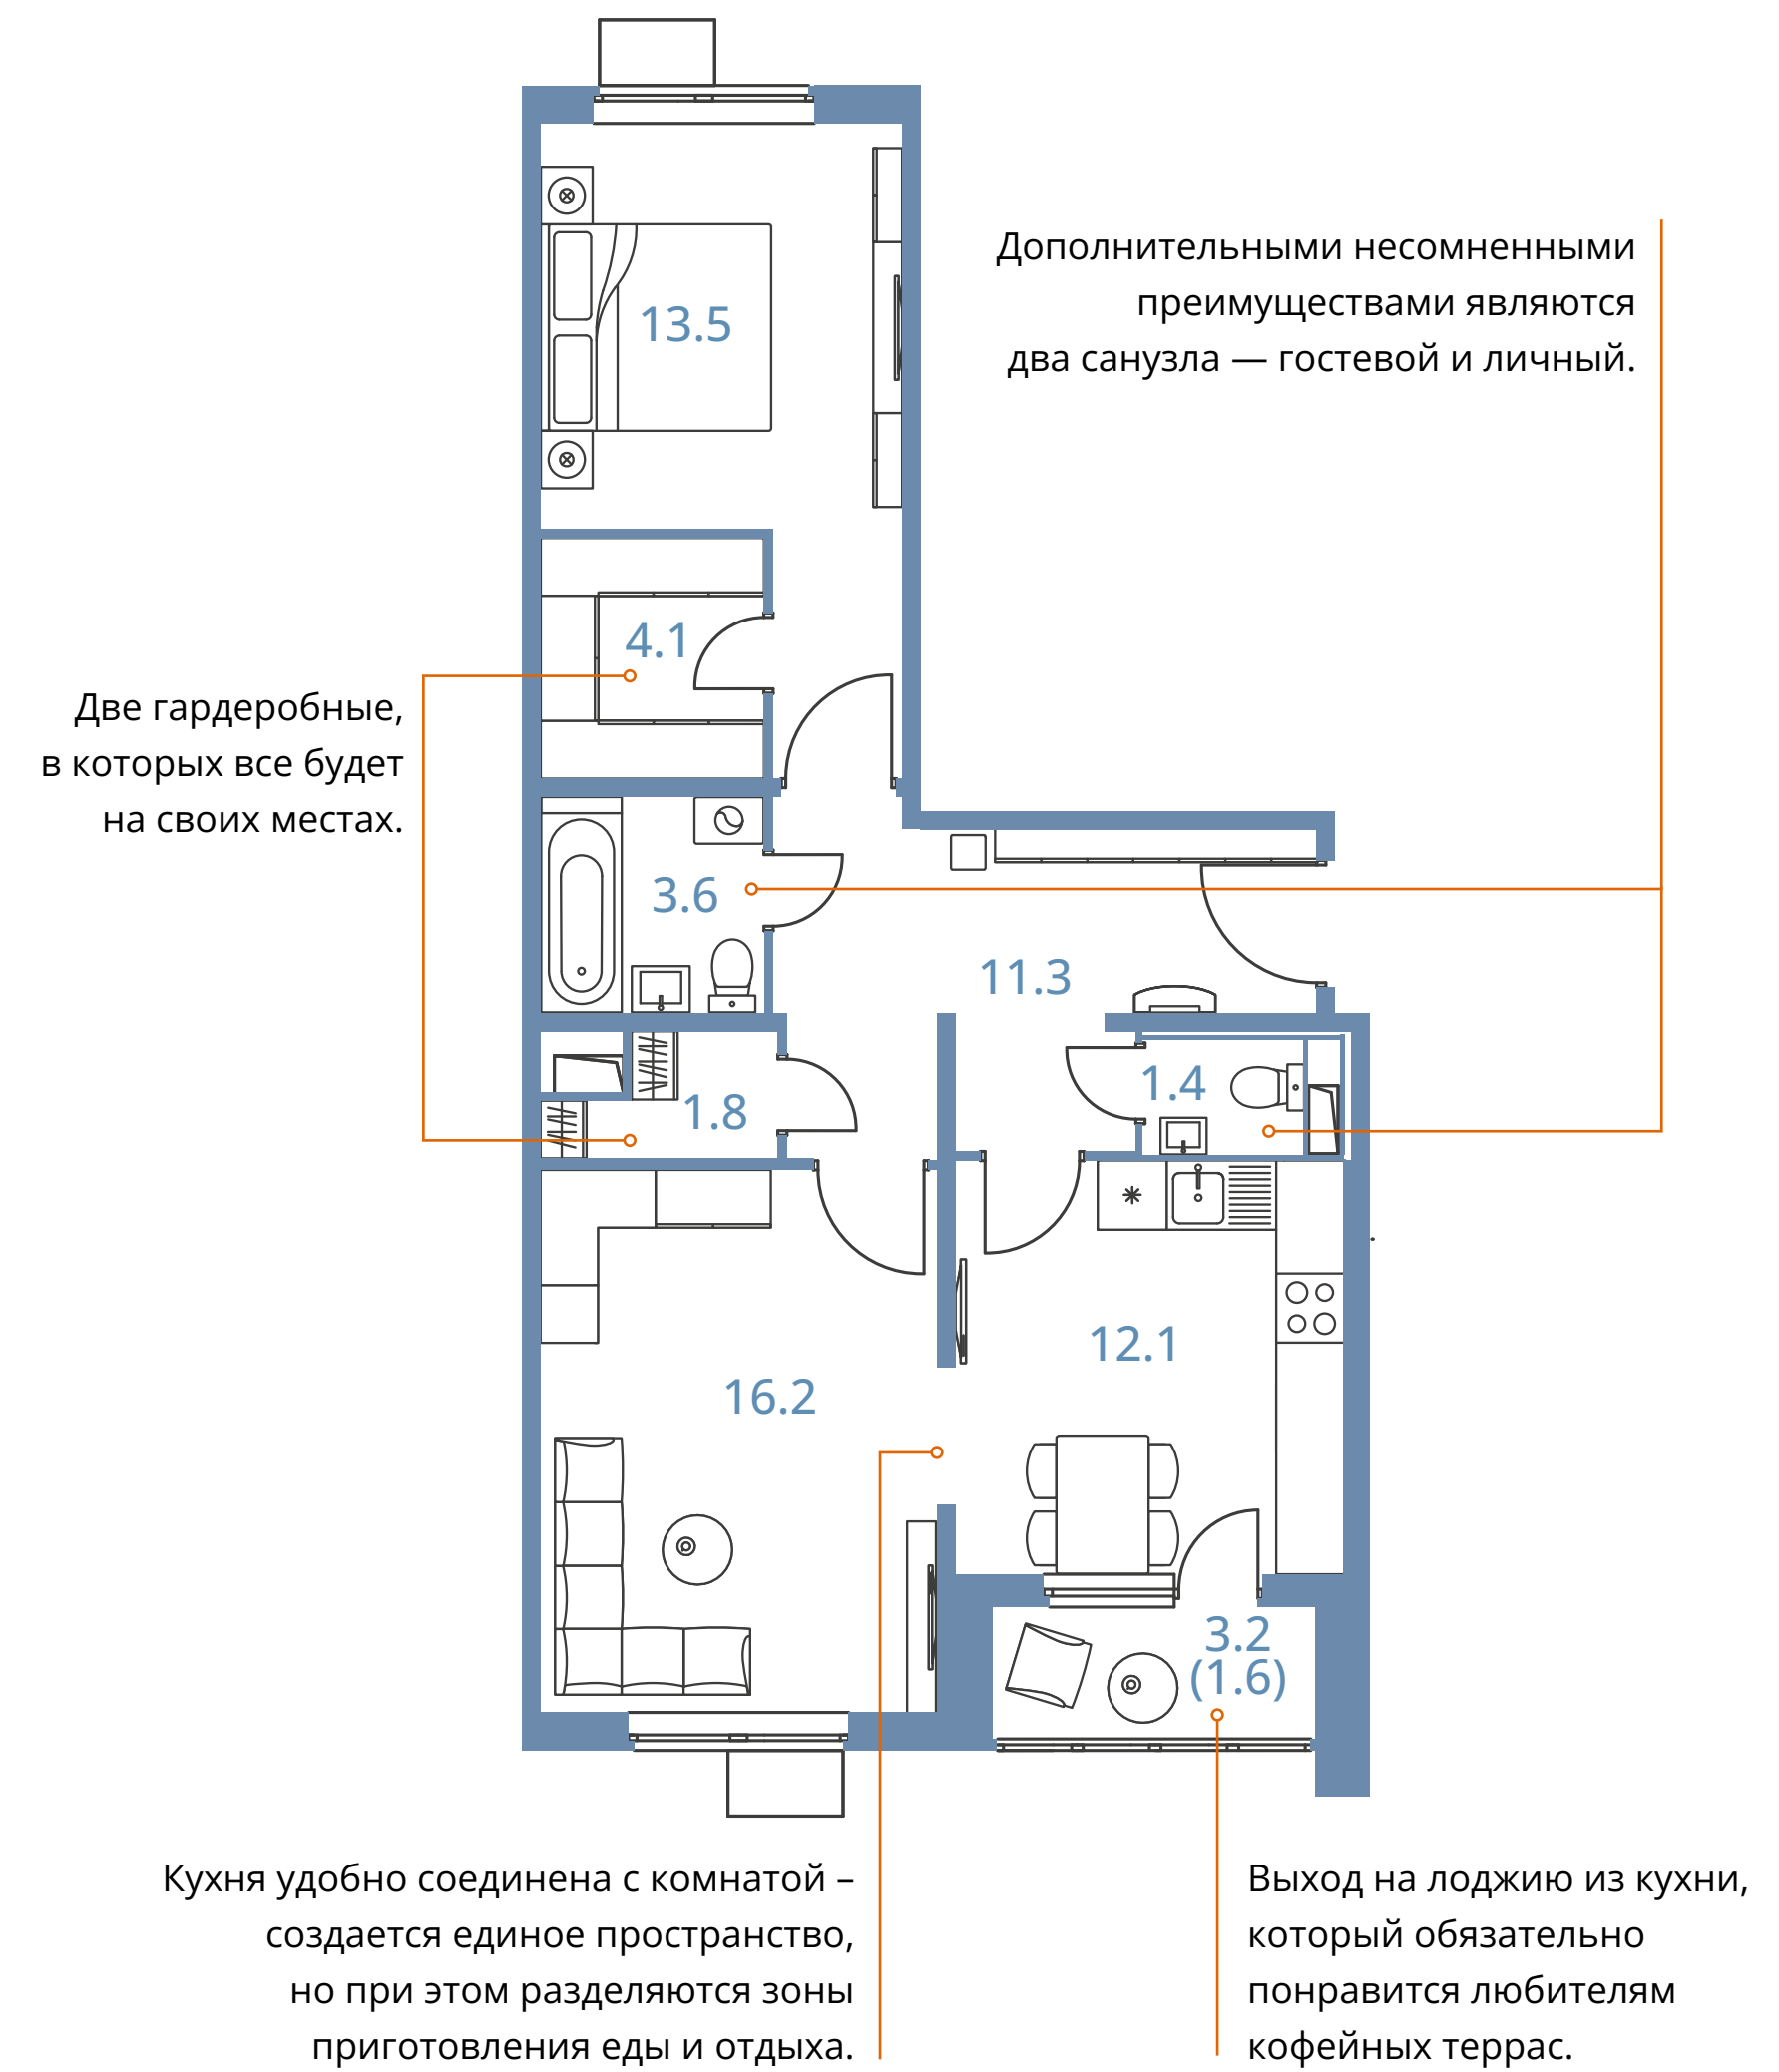 Дополнительными несомненными
преимуществами являются
два санузла — гостевой и личный.
13.5
4.1
Две гардеробные,
в которых все будет
на своих местах.
3.6
11.3
1.4
1.8
12.1
16.2
3.2
(1.6)
Кухня удобно соединена с комнатой –
создается единое пространство,
но при этом разделяются зоны
приготовления еды и отдыха.
Выход на лоджию из кухни,
который обязательно
понравится любителям
кофейных террас.